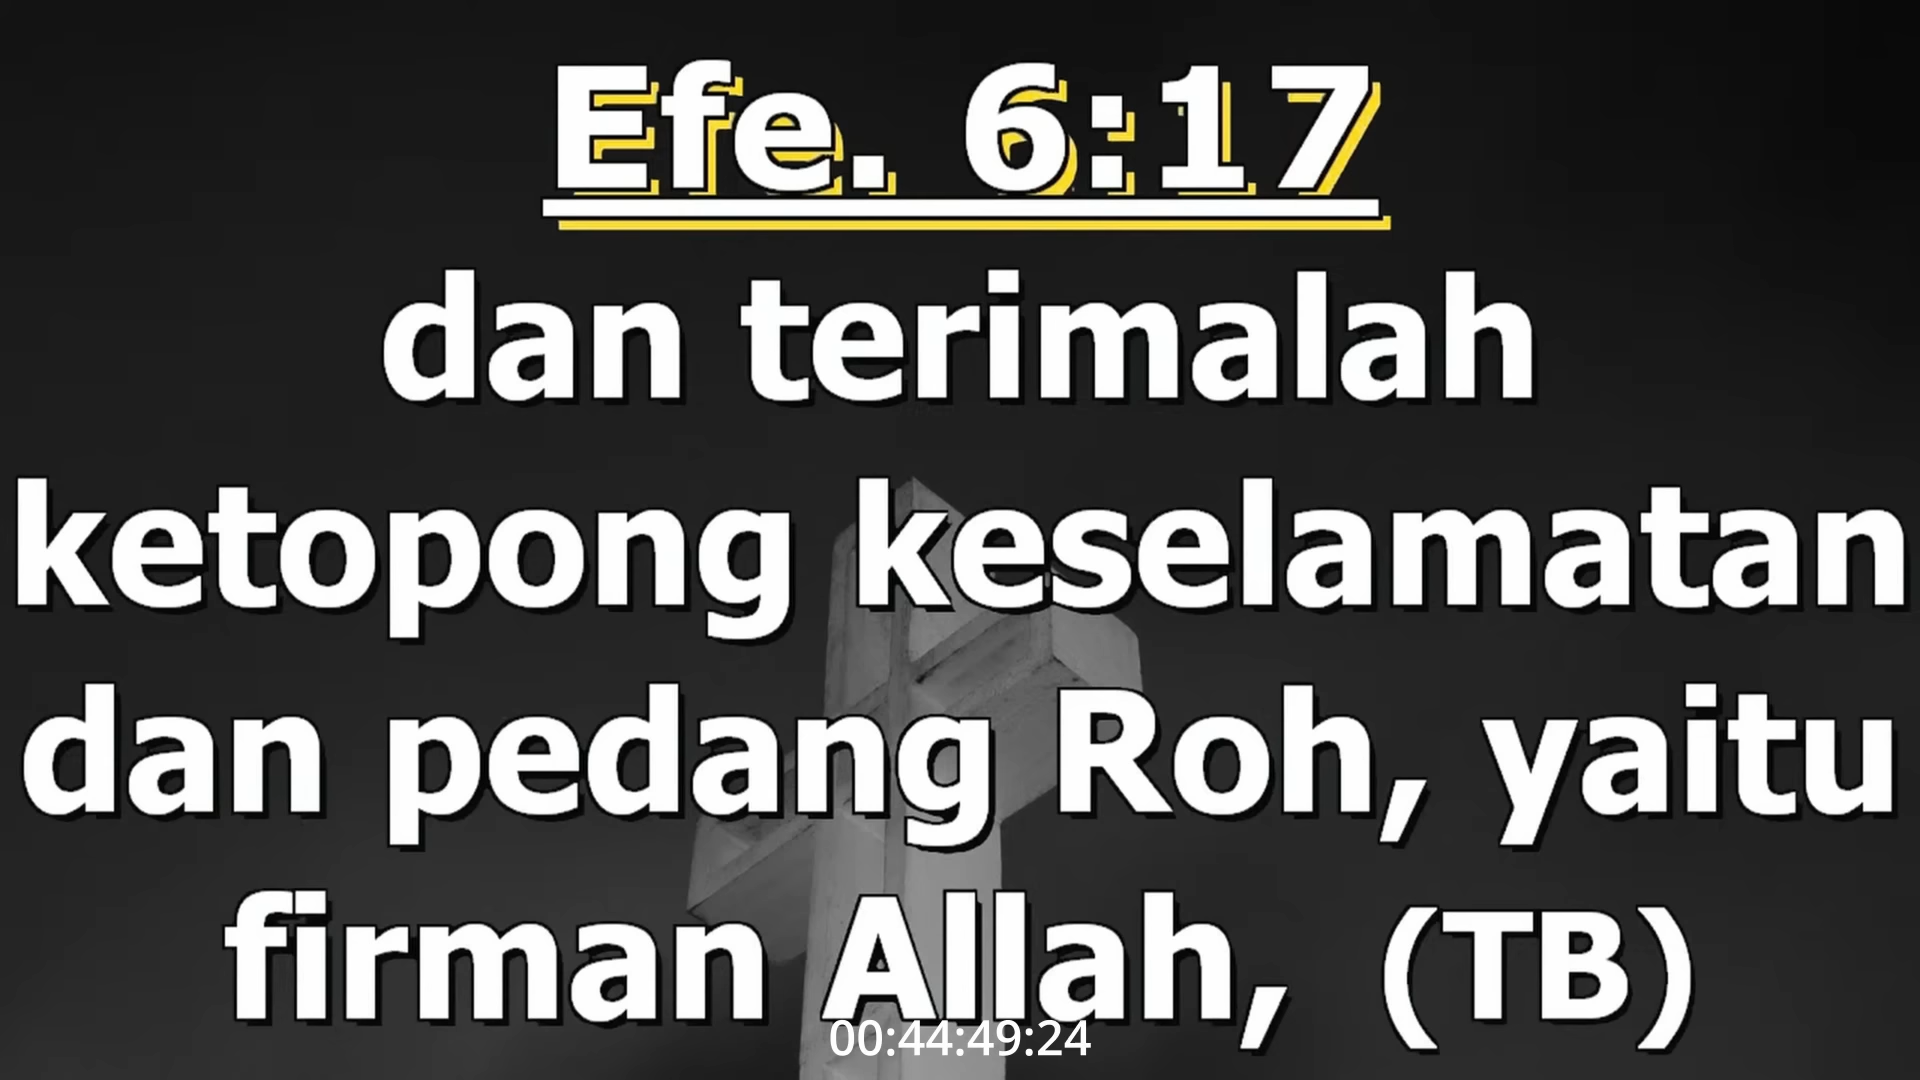 Efe. 6:17
dan terimalah
ketopong keselamatan
dan pedang Roh, yaitu
firman Allah, (TB)
00:44:49:24